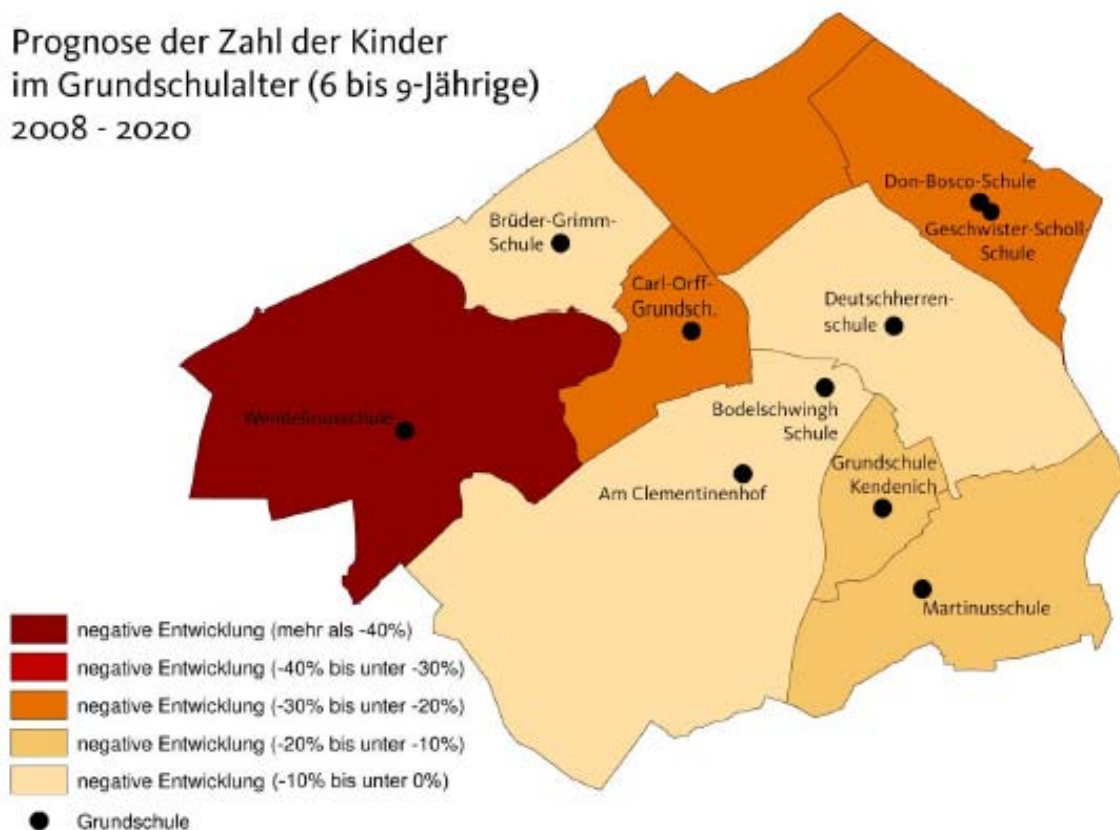 Prognose der Zahl der Kinder
im Grundschulalter (6 bis 9-Jährige)
2008 - 2020
Don-Bosco-Schule
Geschwister-Scholl-
Schule
Brüder-Grimm-
Schule
Carl-Orff-
Grundsch.
Deutschherren-
schule
Wendelinusschule
Bodelschwingh
Schule
Am Clementinenhof
Grundschule
Kendenich
Martinusschule
negative Entwicklung (mehr als -40%)
negative Entwicklung (-40% bis unter -30%)
negative Entwicklung (-30% bis unter -20%)
negative Entwicklung (-20% bis unter -10%)
negative Entwicklung (-10% bis unter 0%)
Grundschule